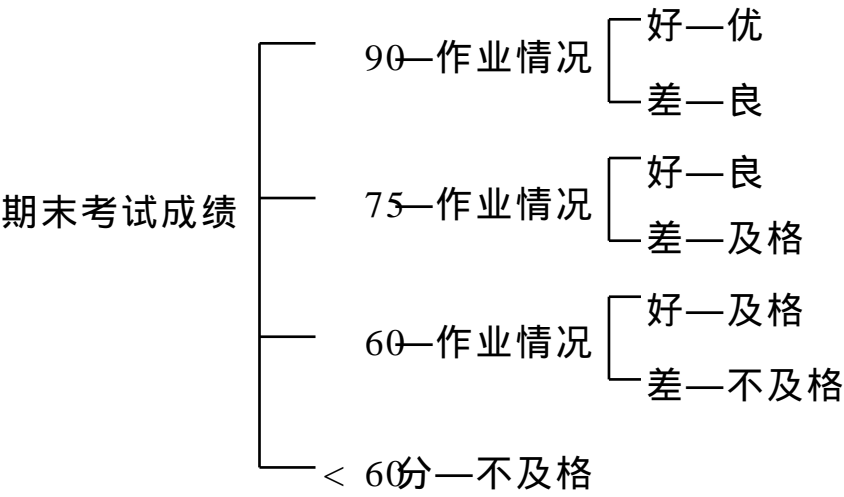 好—优
90—作业情况
差—良
好—良
期末考试成绩
75—作业情况
差—及格
好—及格
60—作业情况
差—不及格
< 60分—不及格